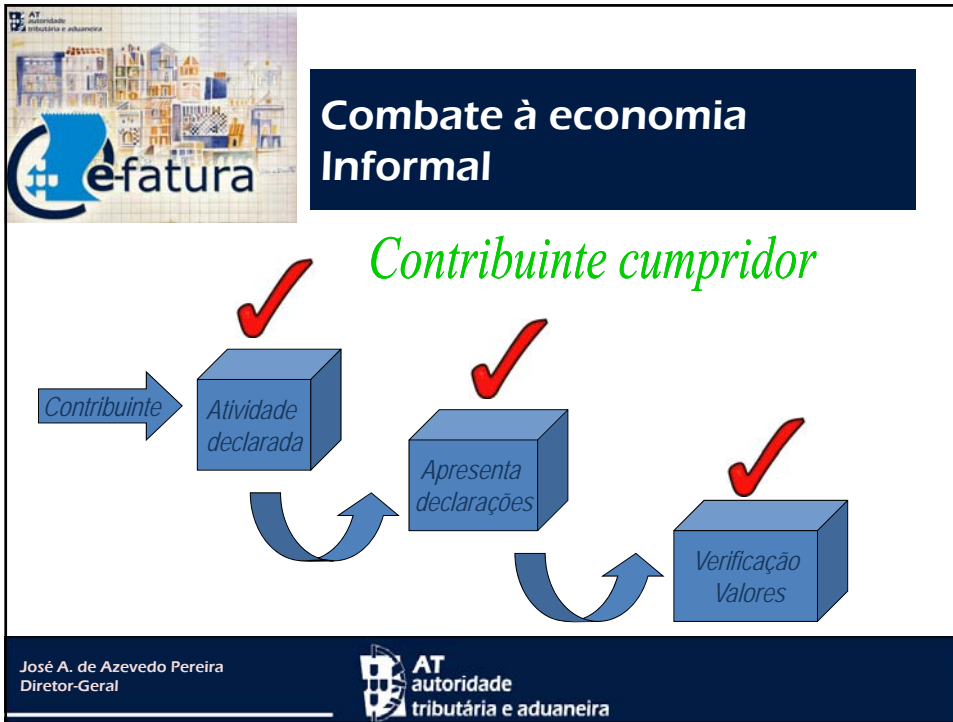 AT
autoridade
tributária e aduaneira
e-fatura
Combate à economia
Informal
Contribuinte cumpridor
Contribuinte
Atividade
declarada
Apresenta
declarações
Verificação
Valores
José A. de Azevedo Pereira
Diretor-Geral
AT
autoridade
tributária e aduaneira